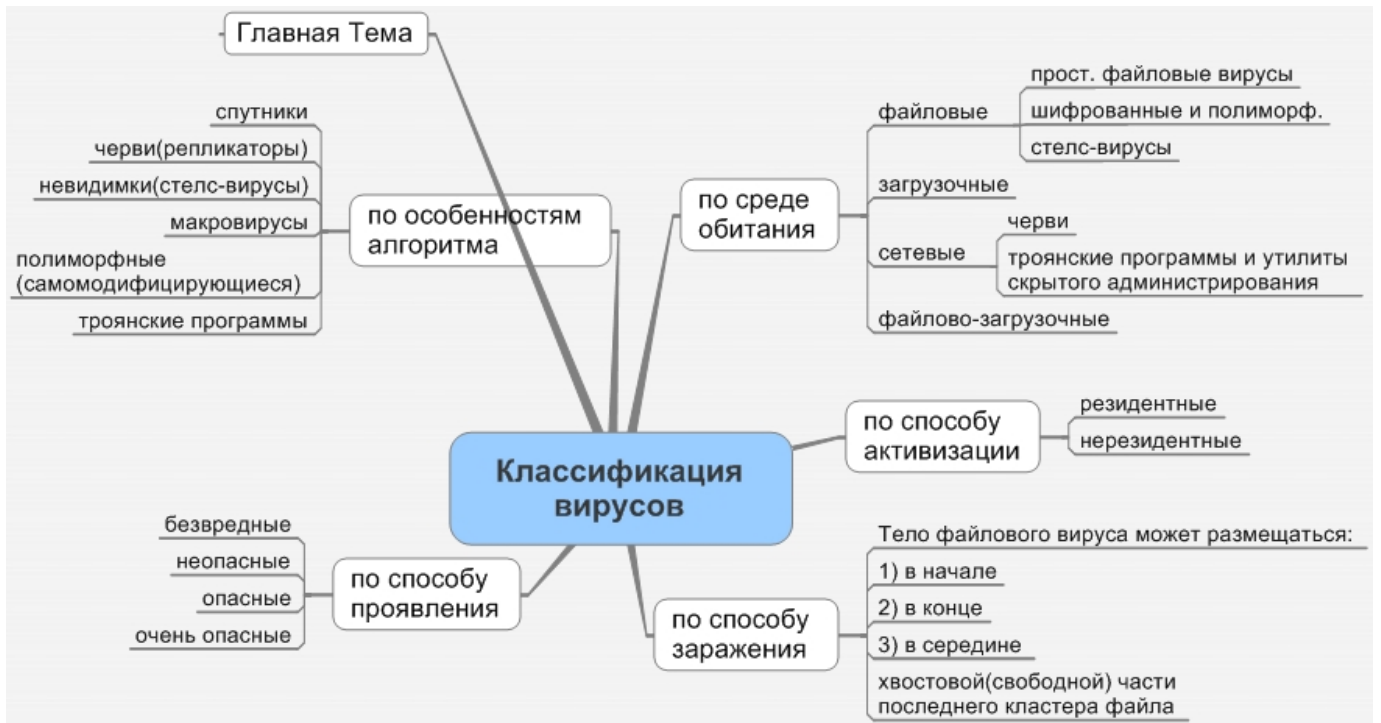 Главная Тема
спутники
черви(репликаторы)
невидимки(стелс-вирусы)
макровирусы
полиморфные
(самомодифицирующиеся)
троянские программы
по особенностям
алгоритма
по среде
обитания
файловые
прост. файловые вирусы
шифрованные и полиморф.
стелс-вирусы
загрузочные
сетевые
черви
троянские программы и утилиты
скрытого администрирования
файлово-загрузочные
по способу
активизации
резидентные
нерезидентные
Классификация
вирусов
безвредные
неопасные
опасные
очень опасные
по способу
проявления
по способу
заражения
Тело файлового вируса может размещаться:
1) в начале
2) в конце
3) в середине
хвостовой(свободной) части
последнего кластера файла